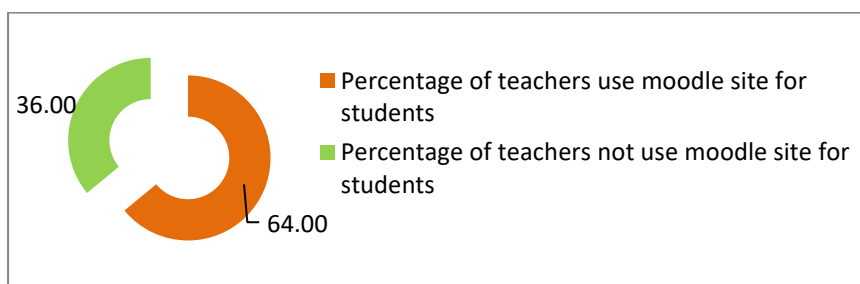 36.00
64.00
Percentage of teachers use moodle site for
students
Percentage of teachers not use moodle site for
students